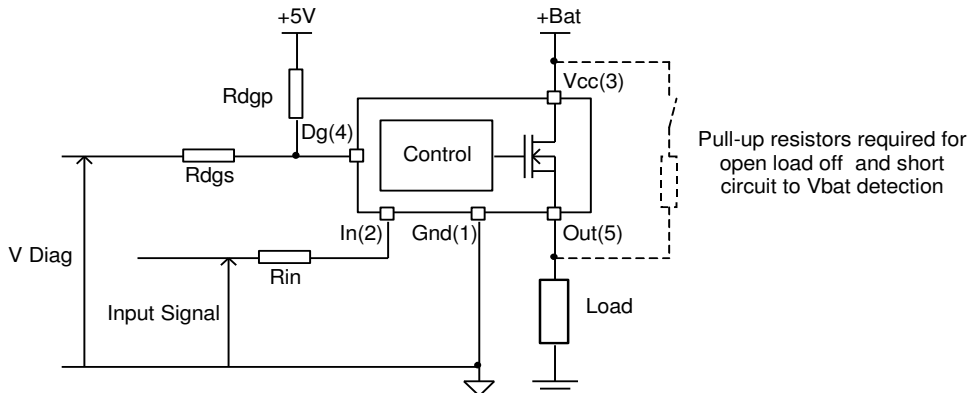 +5V
+Bat
Vcc(3)
Rdgp
Dg(4)
Control
Pull-up resistors required for
open load off and short
circuit to Vbat detection
Rdgs
In(2)
Gnd(1)
Out(5)
V Diag
Rin
Input Signal
Load